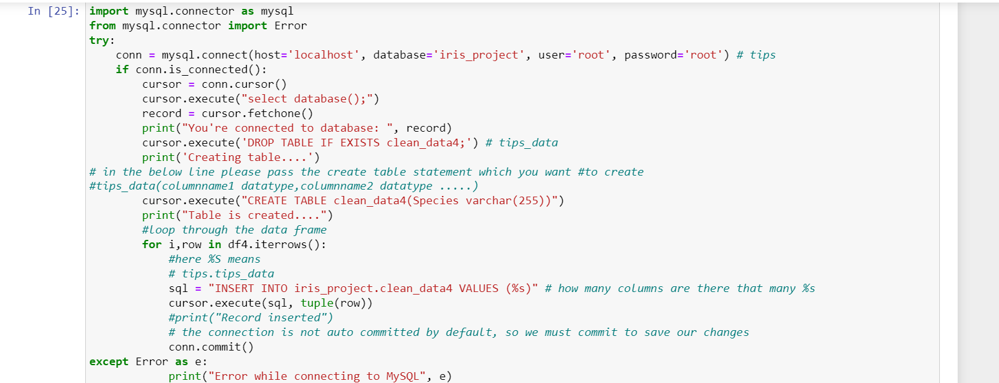 In [25]: import mysql.connector as mysql
from mysql.connector import Error
try:
    conn = mysql.connect(host='localhost', database='iris_project', user='root', password='root') # tips
    if conn.is_connected():
        cursor = conn.cursor()
        cursor.execute("select database();")
        record = cursor.fetchone()
        print("You're connected to database: ", record)
        cursor.execute('DROP TABLE IF EXISTS clean_data4;') # tips_data
        print('Creating table....')
# in the below line please pass the create table statement which you want #to create
#tips_data(columnname1 datatype,columnname2 datatype .....)
        cursor.execute("CREATE TABLE clean_data4(Species varchar(255))")
        print("Table is created....")
        #loop through the data frame
        for i,row in df4.iterrows():
            #here %S means
            # tips.tips_data
            sql = "INSERT INTO iris_project.clean_data4 VALUES (%s)" # how many columns are there that many %s
            cursor.execute(sql, tuple(row))
            #print("Record inserted")
            # the connection is not auto committed by default, so we must commit to save our changes
            conn.commit()
except Error as e:
            print("Error while connecting to MySQL", e)